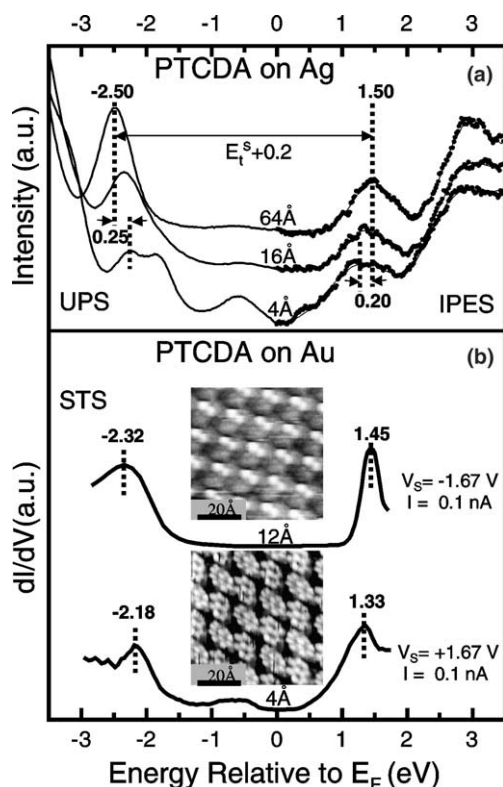 -3 -2 -1 0 1 2 3
PTCDA on Ag (a)
-2.50 1.50
Eₜˢ+0.2
64Å
0.25
16Å
UPS 4Å 0.20 IPES
Intensity (a.u.)
PTCDA on Au (b)
STS
-2.32 1.45
20Å
12Å
Vₛ= -1.67 V
I = 0.1 nA
-2.18 1.33
20Å
4Å
Vₛ= +1.67 V
I = 0.1 nA
dI/dV(a.u.)
-3 -2 -1 0 1 2 3
Energy Relative to E_F (eV)